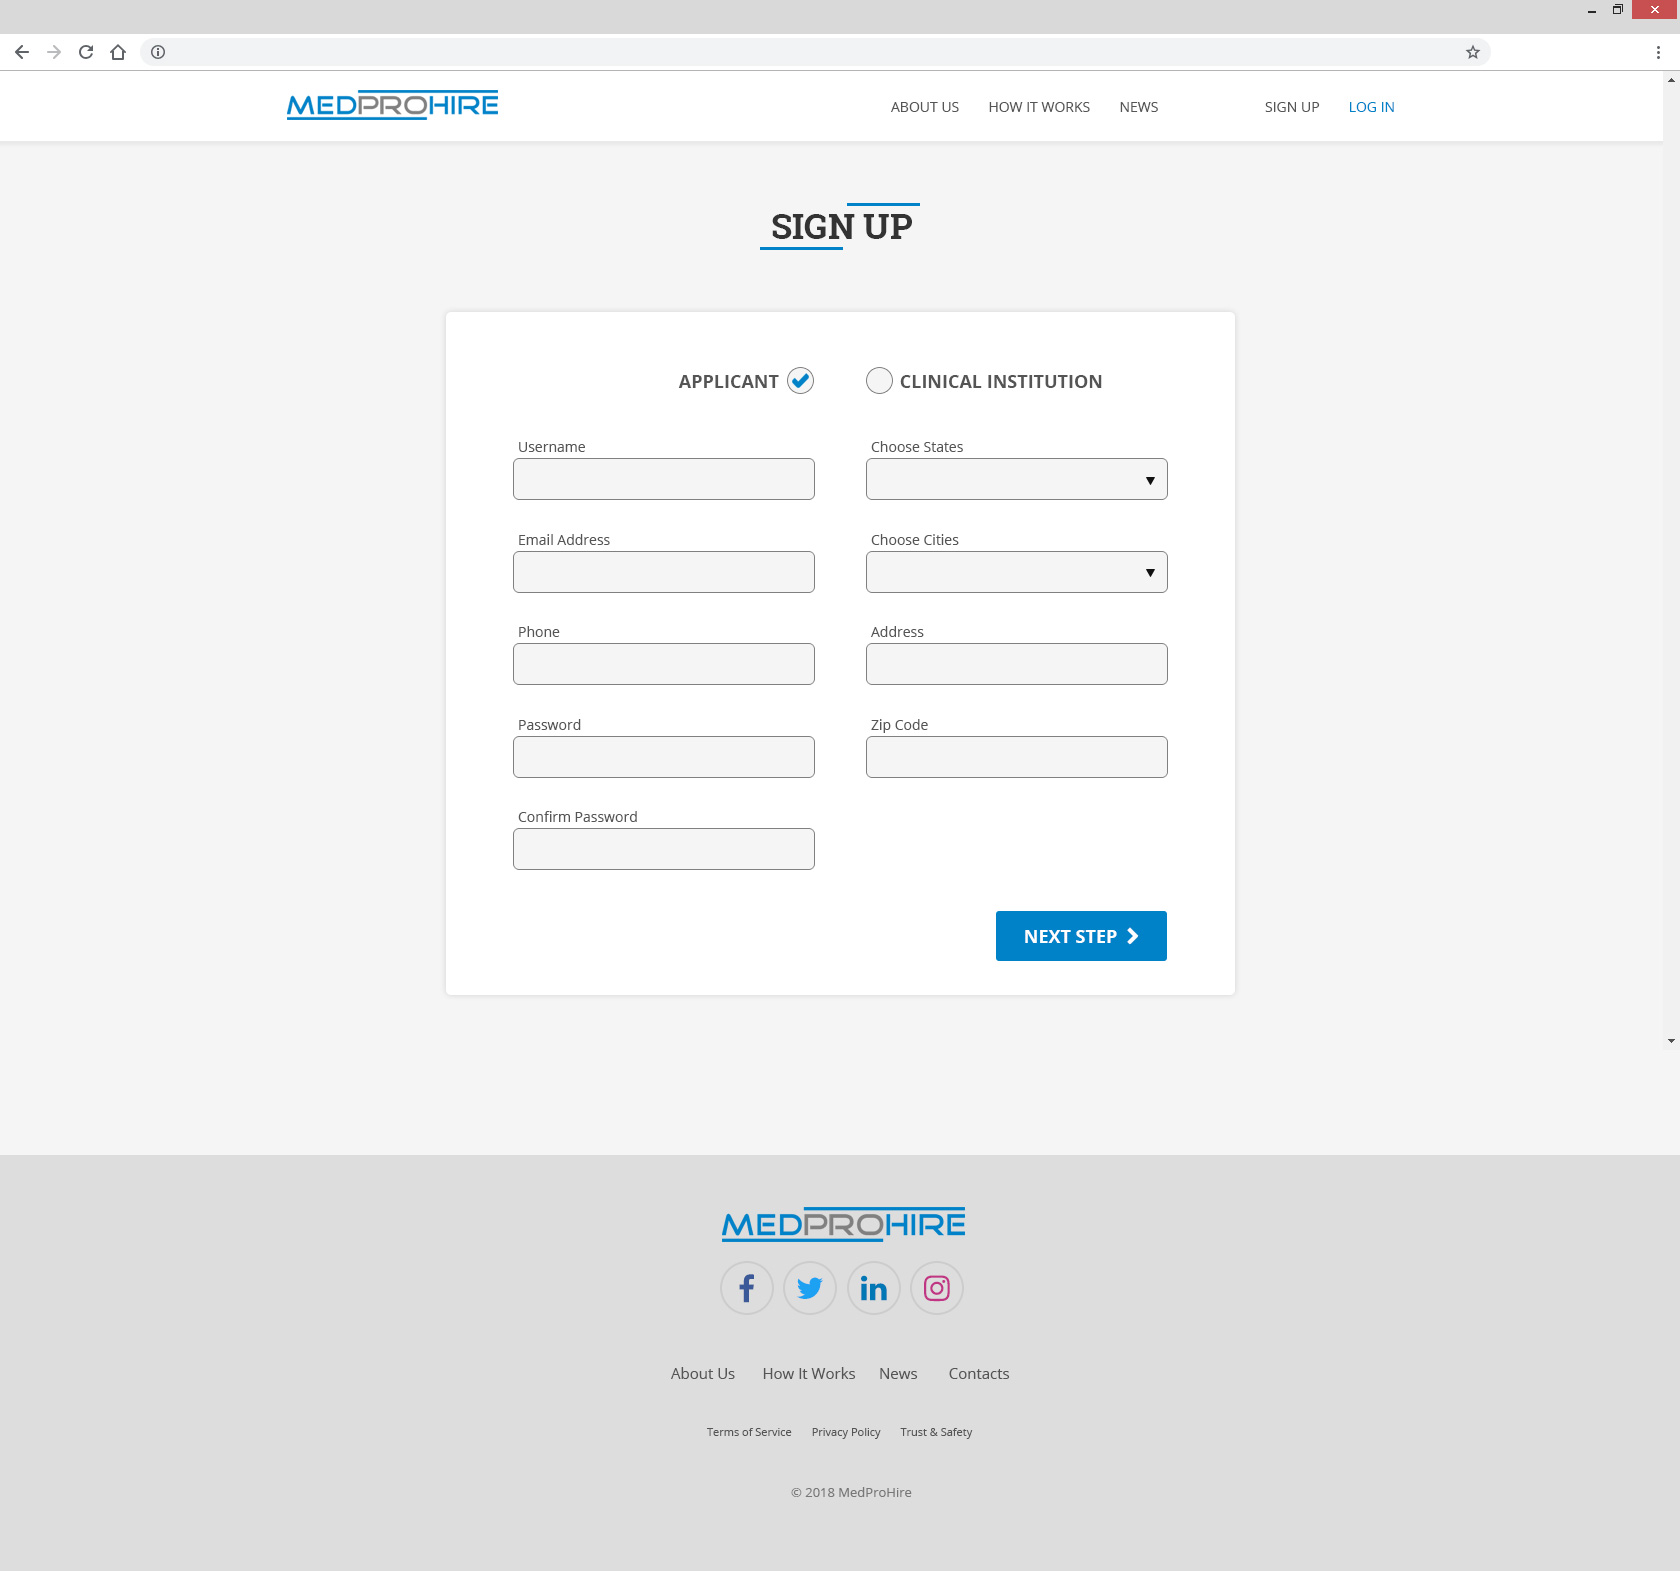 MEDPROHIRE
ABOUT US HOW IT WORKS NEWS SIGN UP LOG IN
SIGN UP
APPLICANT CLINICAL INSTITUTION
Username Choose States
Email Address Choose Cities
Phone Address
Password Zip Code
Confirm Password
NEXT STEP
MEDPROHIRE
About Us How It Works News Contacts
Terms of Service Privacy Policy Trust & Safety
© 2018 MedProHire